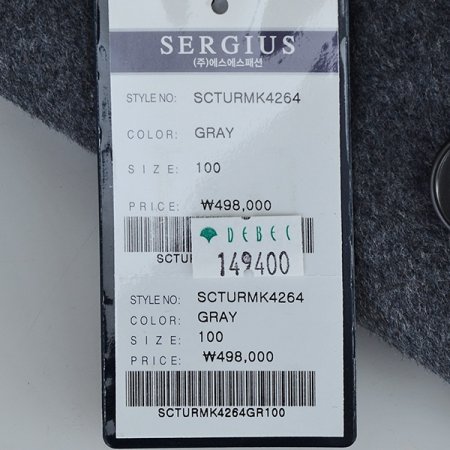 SERGIUS
(주)에스에스패션
STYLE NO: SCTURMK4264
COLOR: GRAY
SIZE: 100
PRICE: ₩498,000
DEBEC
149400
SCTU
STYLE NO: SCTURMK4264
COLOR: GRAY
SIZE: 100
PRICE: ₩498,000
SCTURMK4264GR100